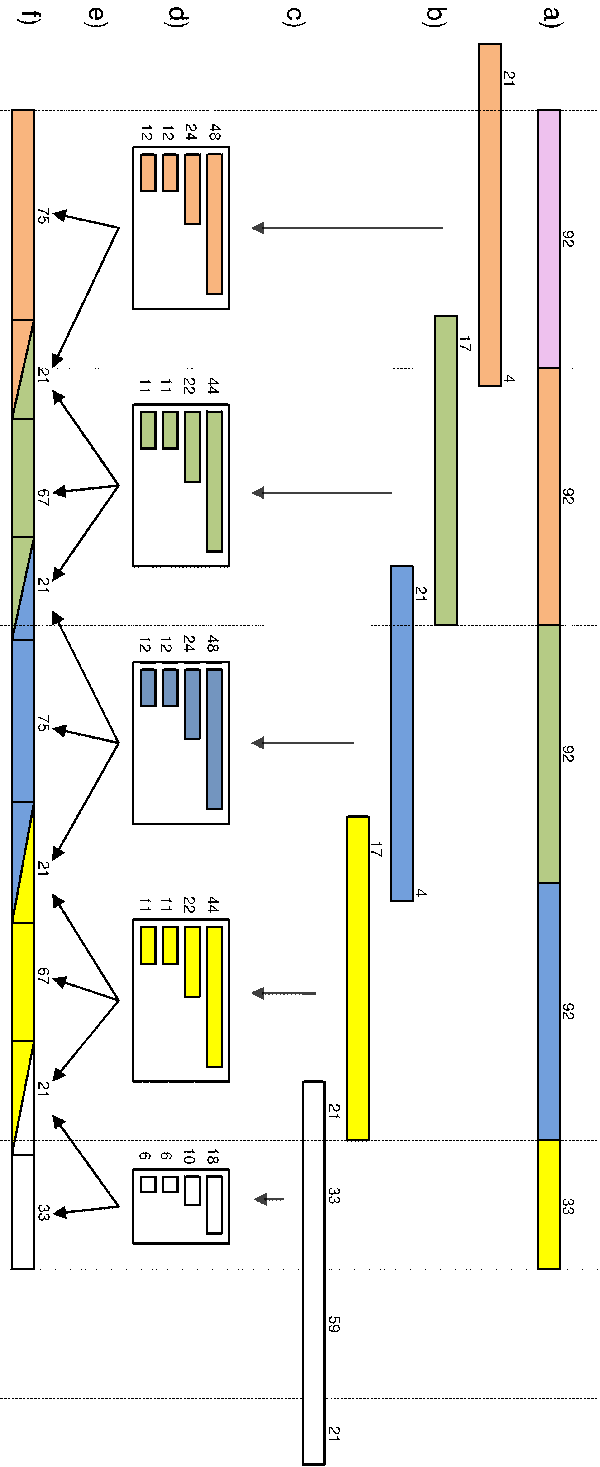 a) 92 92 92 92 33
21 4
b) 17
21 4
17
c) 21 33 59 21
48 44 48 44 18
24 22 24 22 10
d) 12 11 12 11 6
12 11 12 11 6
e)
f) 75 21 67 21 75 21 67 21 33